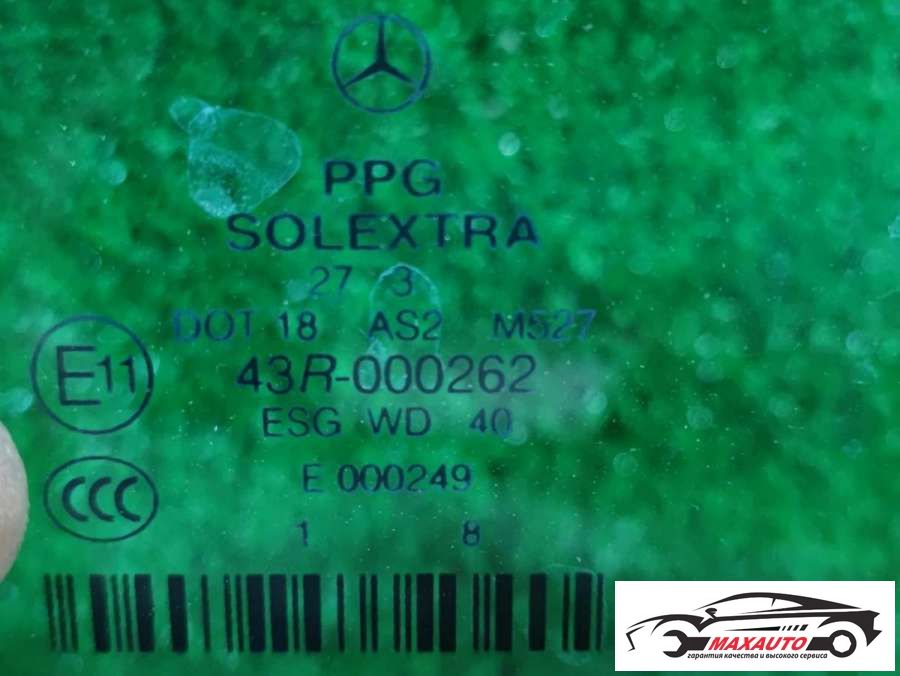 PPG
SOLEXTRA
27 3
DOT 18 AS2 M527
E11
43R-000262
ESG WD 40
CCC
E 000249
1 8
MAXAUTO
гарантия качества и высокого сервиса